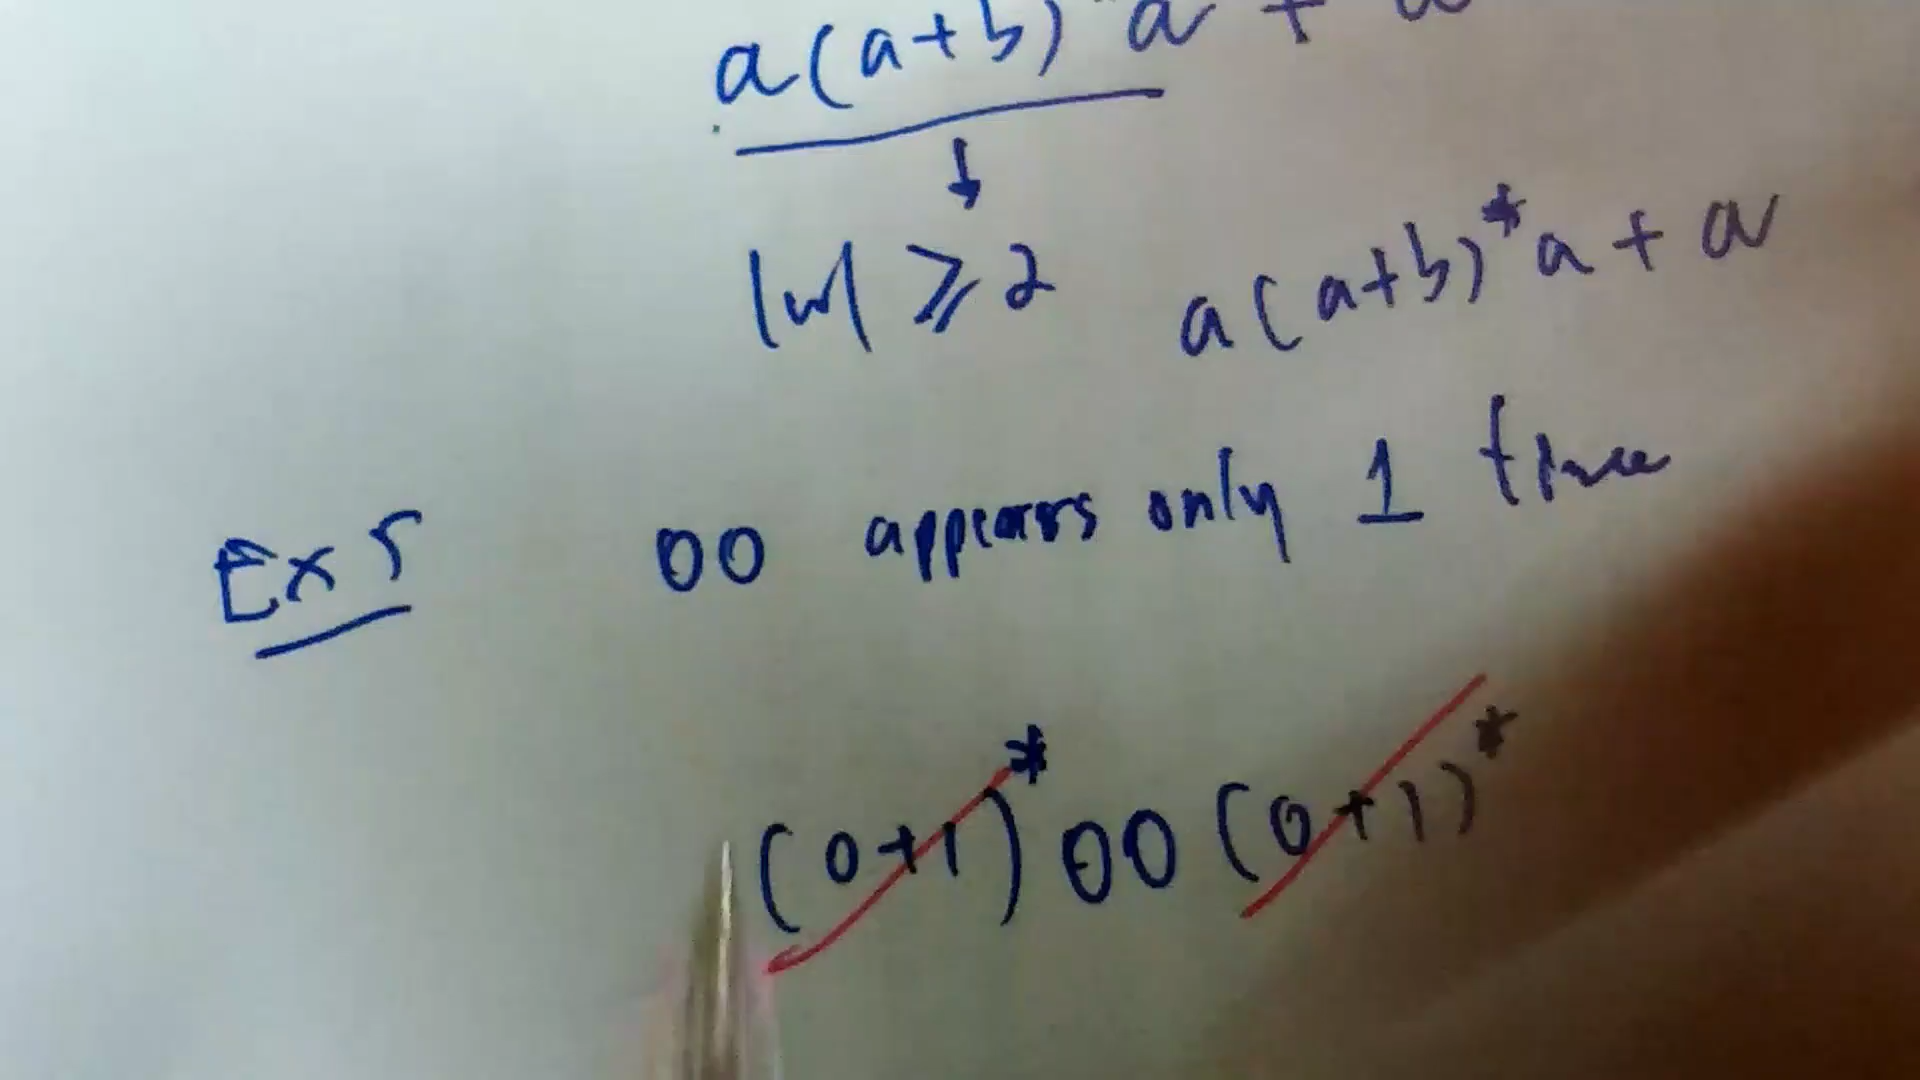 a(a+b)*a + a
↓
|w| ⩾ 2 a(a+b)*a + a
Ex 5 00 appears only 1 time
(0+1)* 00 (0+1)*